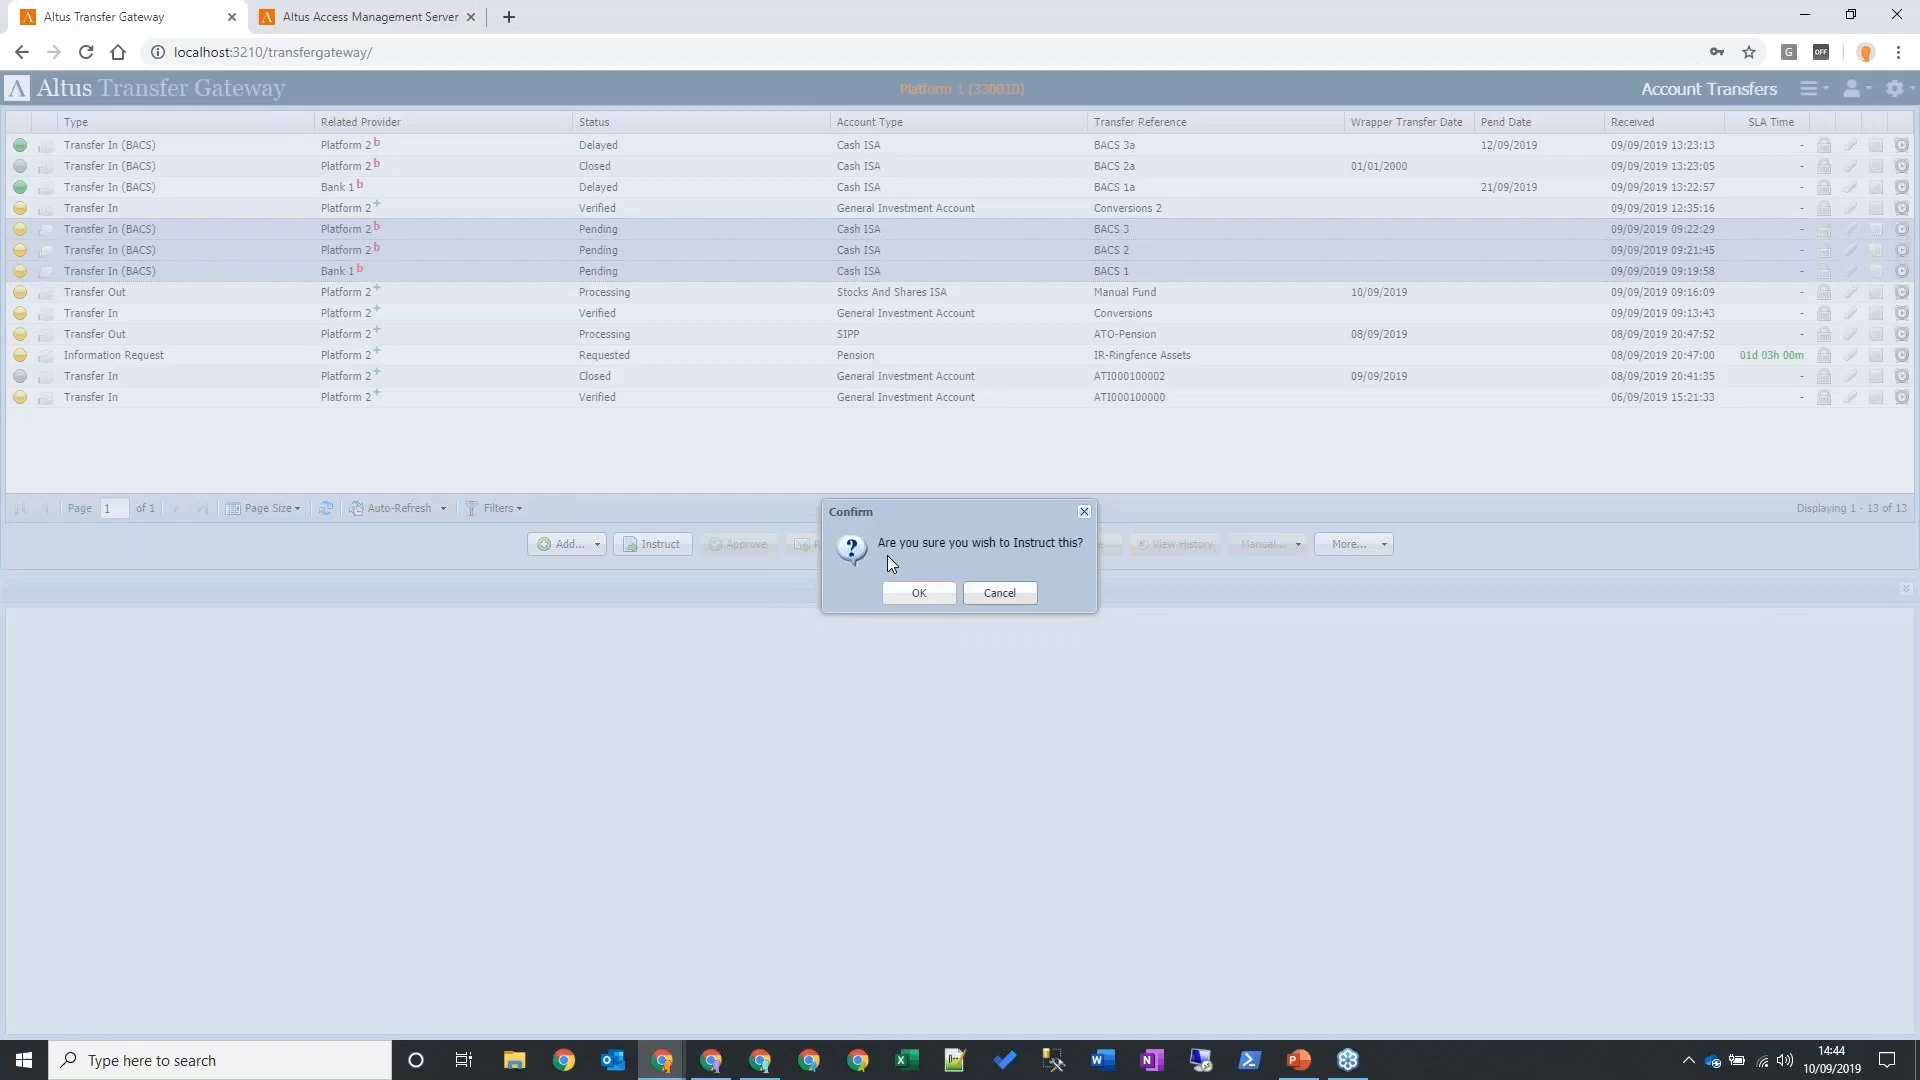 Altus Transfer Gateway
Altus Access Management Server
localhost:3210/transfergateway/
G OFF
Altus Transfer Gateway Platform 1 (330010) Account Transfers
Type Related Provider Status Account Type Transfer Reference Wrapper Transfer Date Pend Date Received SLA Time
Transfer In (BACS) Platform 2 b Delayed Cash ISA BACS 3a 12/09/2019 09/09/2019 13:23:13 -
Transfer In (BACS) Platform 2 b Closed Cash ISA BACS 2a 01/01/2000 09/09/2019 13:23:05 -
Transfer In (BACS) Bank 1 b Delayed Cash ISA BACS 1a 21/09/2019 09/09/2019 13:22:57 -
Transfer In Platform 2 + Verified General Investment Account Conversions 2 09/09/2019 12:35:16 -
Transfer In (BACS) Platform 2 b Pending Cash ISA BACS 3 09/09/2019 09:22:29 -
Transfer In (BACS) Platform 2 b Pending Cash ISA BACS 2 09/09/2019 09:21:45 -
Transfer In (BACS) Bank 1 b Pending Cash ISA BACS 1 09/09/2019 09:19:58 -
Transfer Out Platform 2 + Processing Stocks And Shares ISA Manual Fund 10/09/2019 09/09/2019 09:16:09 -
Transfer In Platform 2 + Verified General Investment Account Conversions 09/09/2019 09:13:43 -
Transfer Out Platform 2 + Processing SIPP ATO-Pension 08/09/2019 08/09/2019 20:47:52 -
Information Request Platform 2 + Requested Pension IR-Ringfence Assets 08/09/2019 20:47:00 01d 03h 00m
Transfer In Platform 2 + Closed General Investment Account ATI000100002 09/09/2019 08/09/2019 20:41:35 -
Transfer In Platform 2 + Verified General Investment Account ATI000100000 06/09/2019 15:21:33 -
Page 1 of 1 Page Size Auto-Refresh Filters Displaying 1 - 13 of 13
Add... Instruct Approve View History Manual... More...
Confirm
Are you sure you wish to Instruct this?
OK Cancel
Type here to search
14:44
10/09/2019